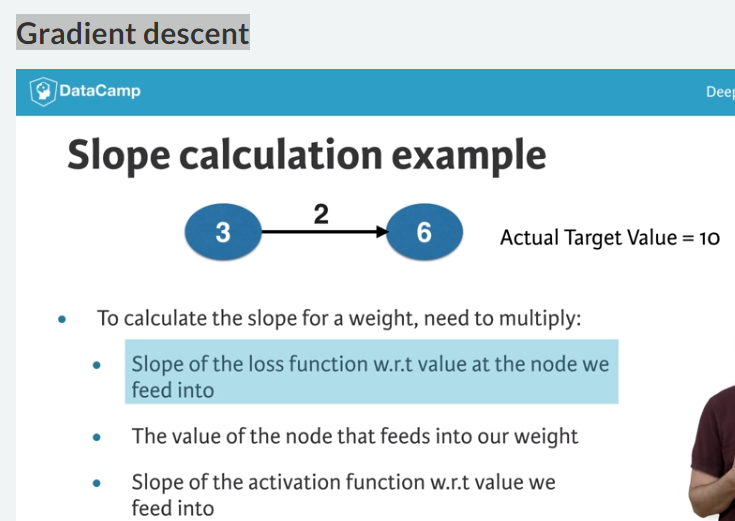 Gradient descent
DataCamp
Slope calculation example
3
2
6
Actual Target Value = 10
To calculate the slope for a weight, need to multiply:
Slope of the loss function w.r.t value at the node we
feed into
The value of the node that feeds into our weight
Slope of the activation function w.r.t value we
feed into